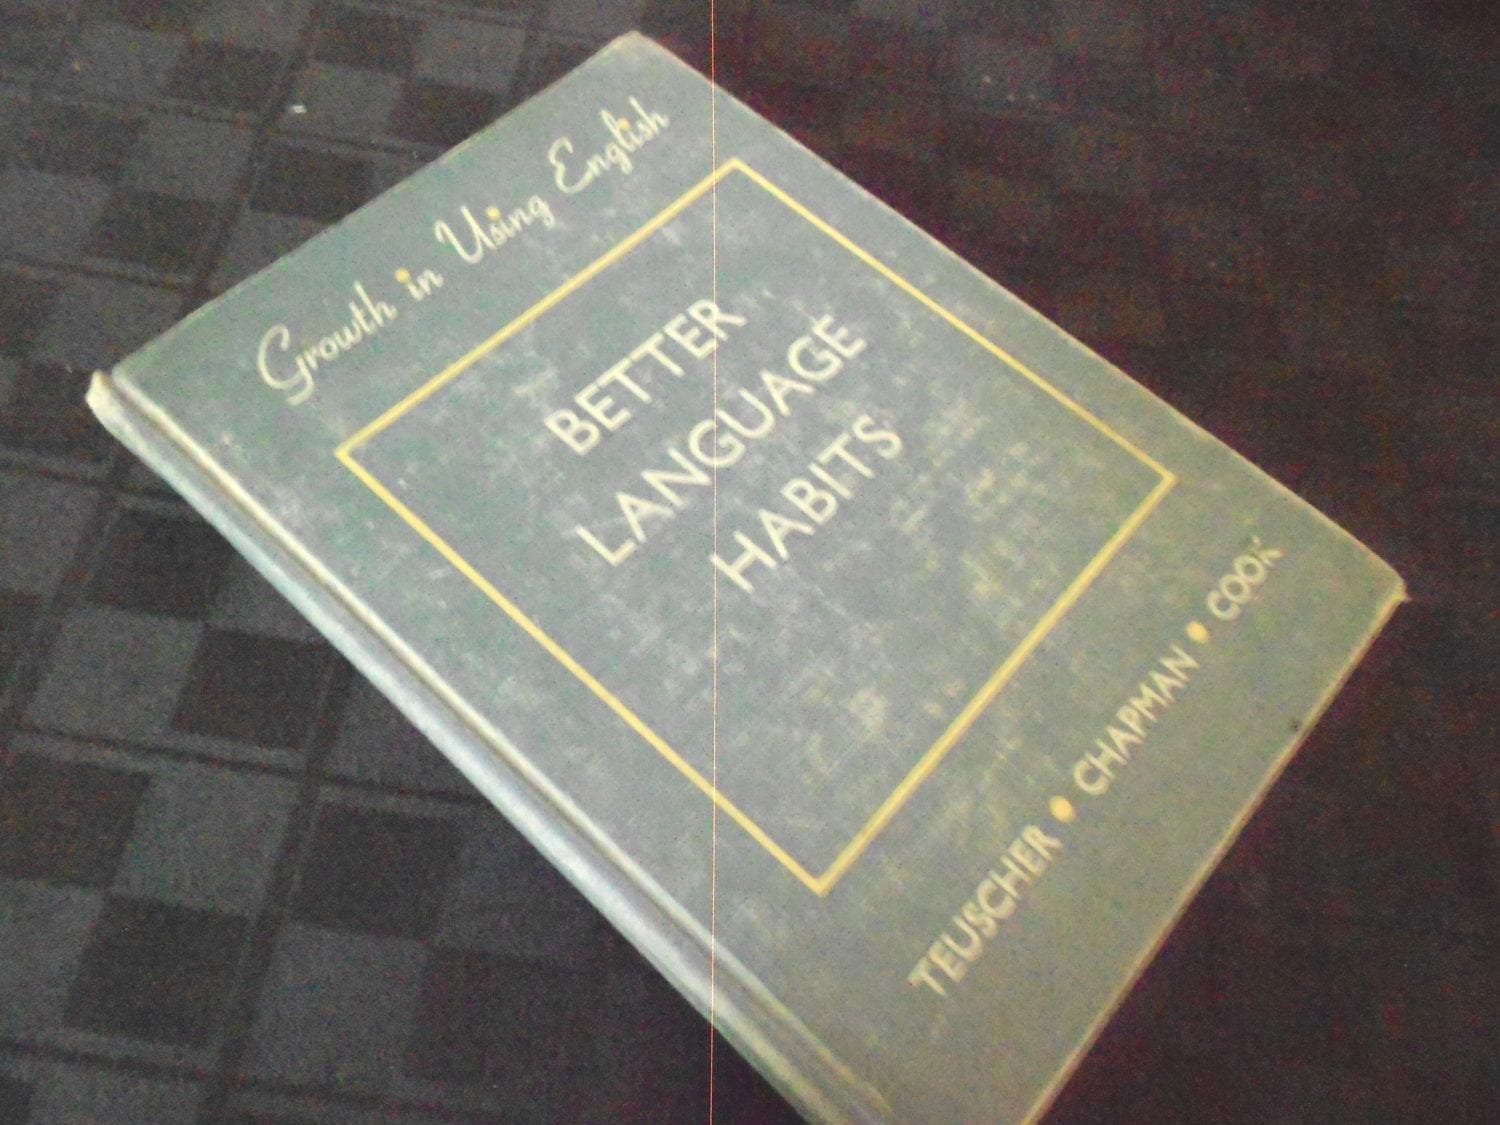 Growth in Using English
BETTER
LANGUAGE
HABITS
TEUSCHER • CHAPMAN • COOK